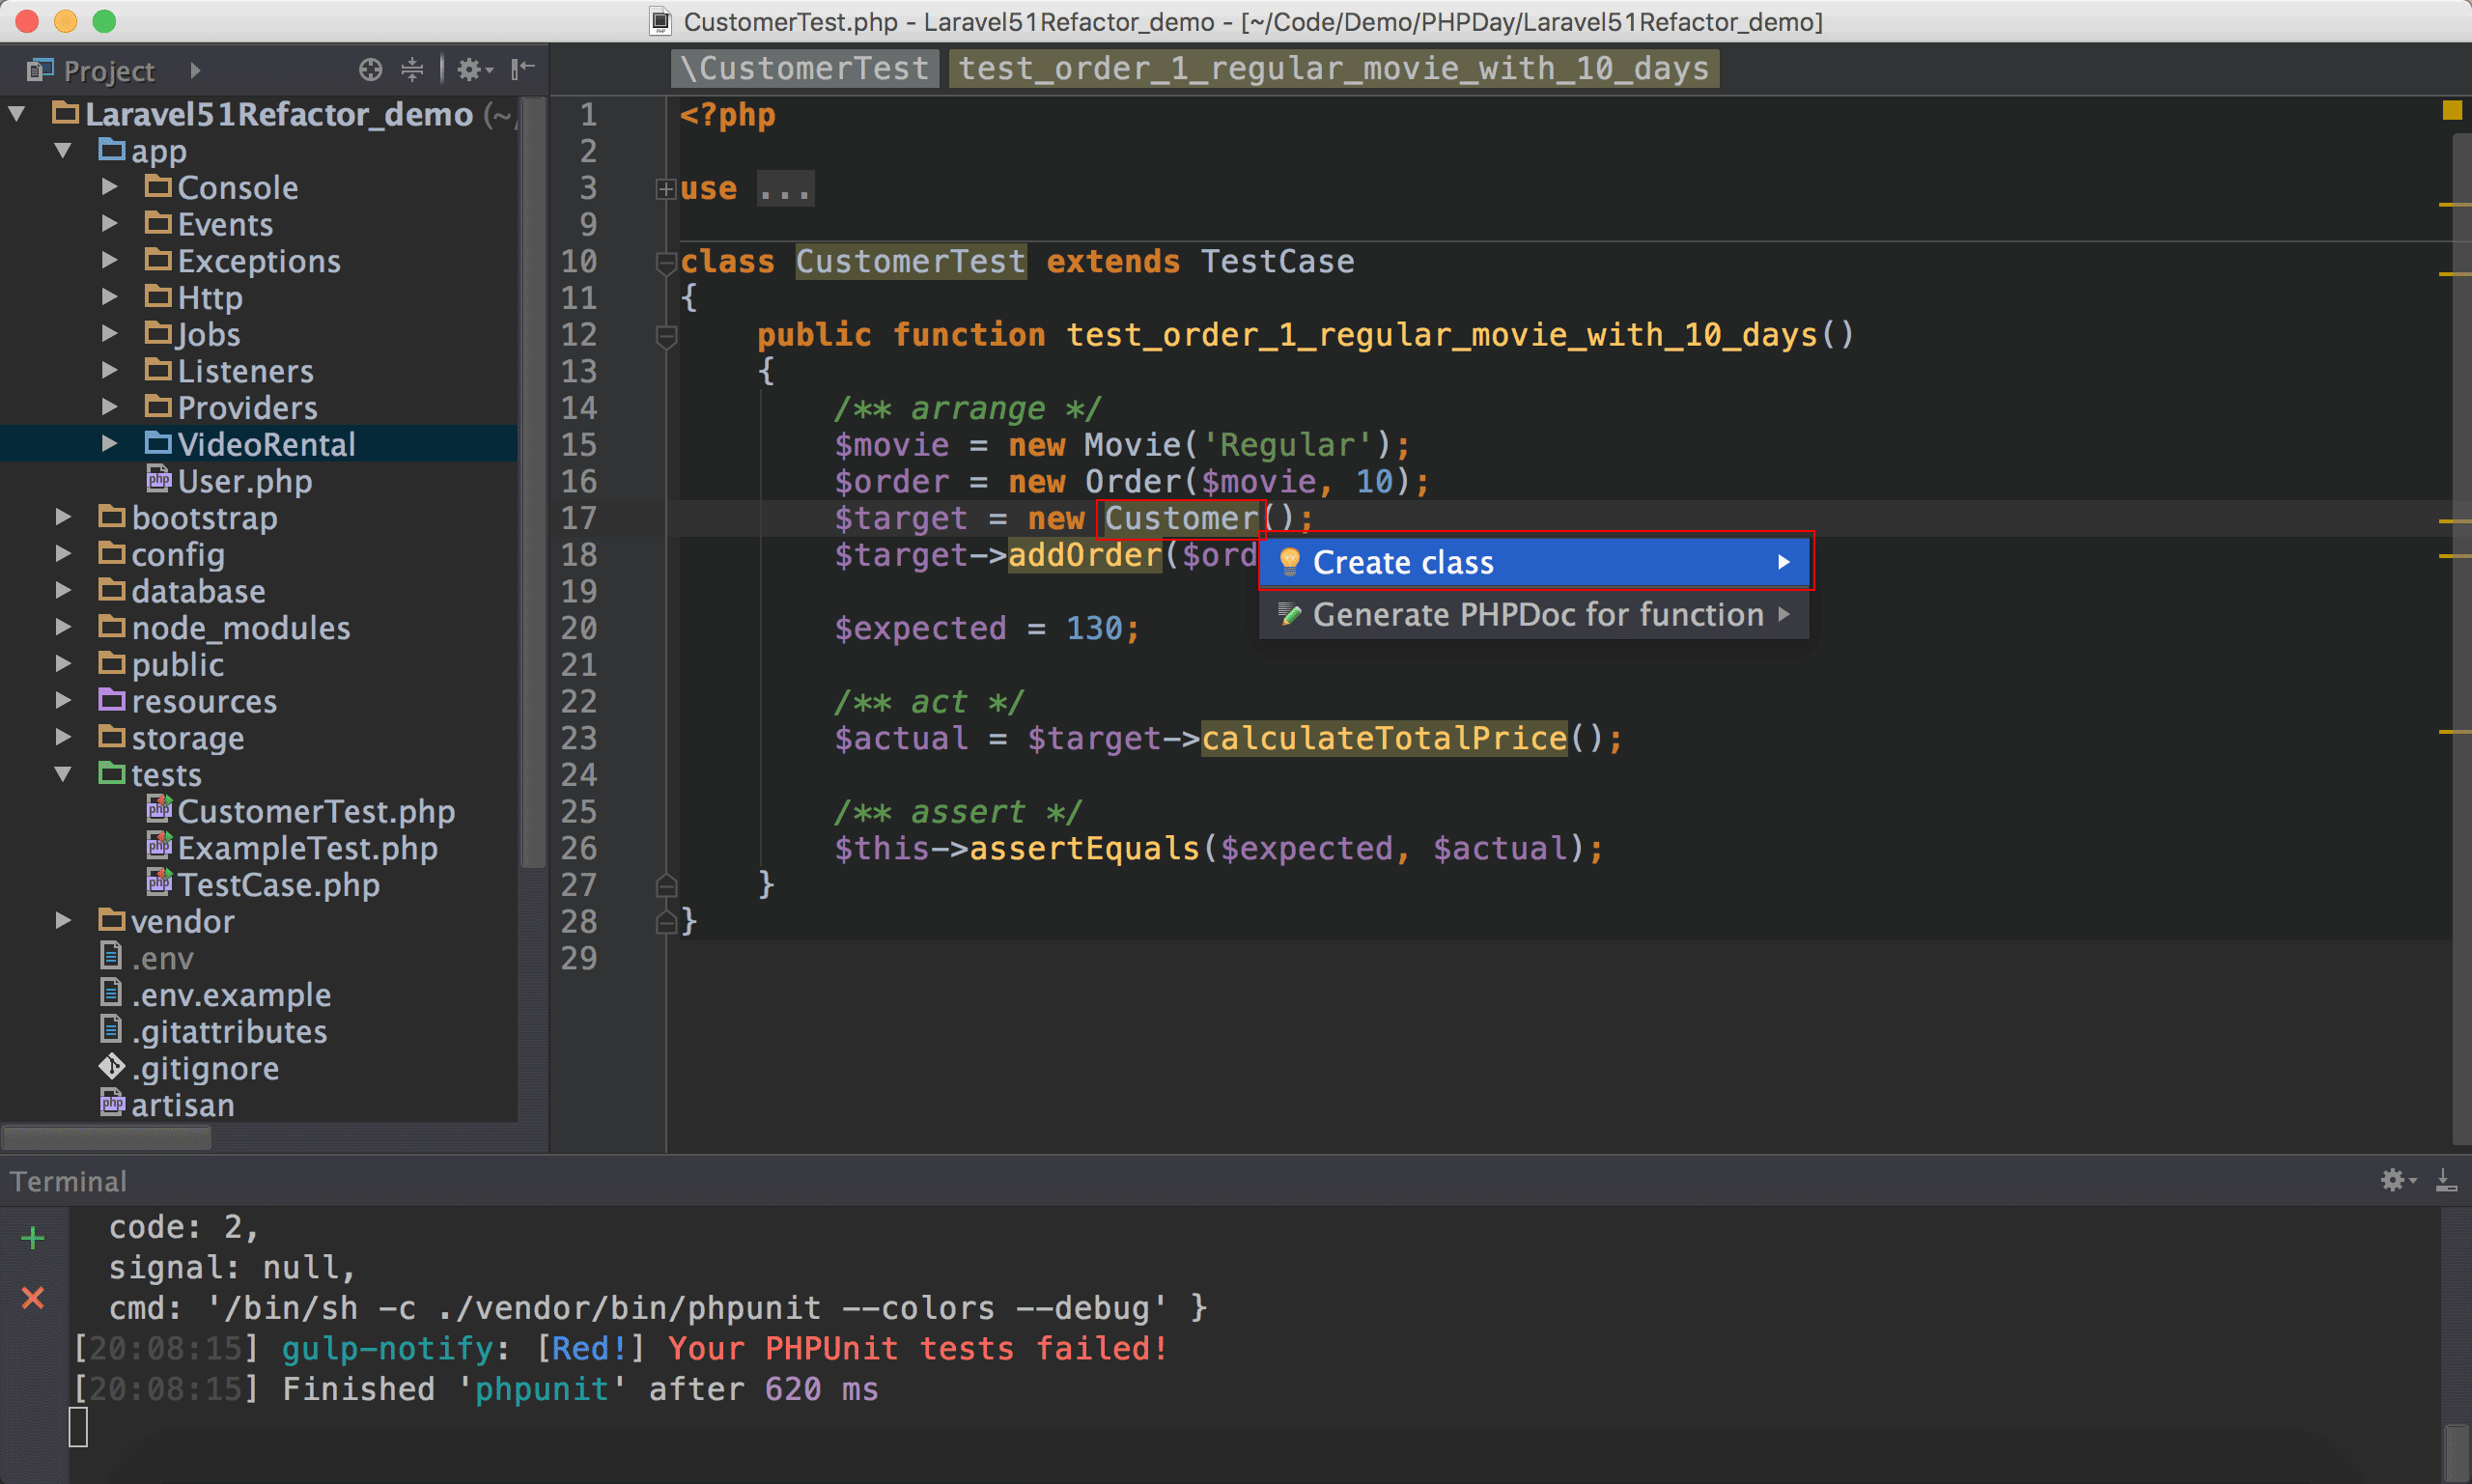 CustomerTest.php - Laravel51Refactor_demo - [~/Code/Demo/PHPDay/Laravel51Refactor_demo]
Project
\CustomerTest test_order_1_regular_movie_with_10_days
Laravel51Refactor_demo (~/
app
Console
Events
Exceptions
Http
Jobs
Listeners
Providers
VideoRental
User.php
bootstrap
config
database
node_modules
public
resources
storage
tests
CustomerTest.php
ExampleTest.php
TestCase.php
vendor
.env
.env.example
.gitattributes
.gitignore
artisan
1 <?php
2
3 use ...
9
10 class CustomerTest extends TestCase
11 {
12 public function test_order_1_regular_movie_with_10_days()
13 {
14 /** arrange */
15 $movie = new Movie('Regular');
16 $order = new Order($movie, 10);
17 $target = new Customer();
18 $target->addOrder($ord
19
20 $expected = 130;
21
22 /** act */
23 $actual = $target->calculateTotalPrice();
24
25 /** assert */
26 $this->assertEquals($expected, $actual);
27 }
28 }
29
Create class
Generate PHPDoc for function
Terminal
code: 2,
signal: null,
cmd: '/bin/sh -c ./vendor/bin/phpunit --colors --debug' }
[20:08:15] gulp-notify: [Red!] Your PHPUnit tests failed!
[20:08:15] Finished 'phpunit' after 620 ms